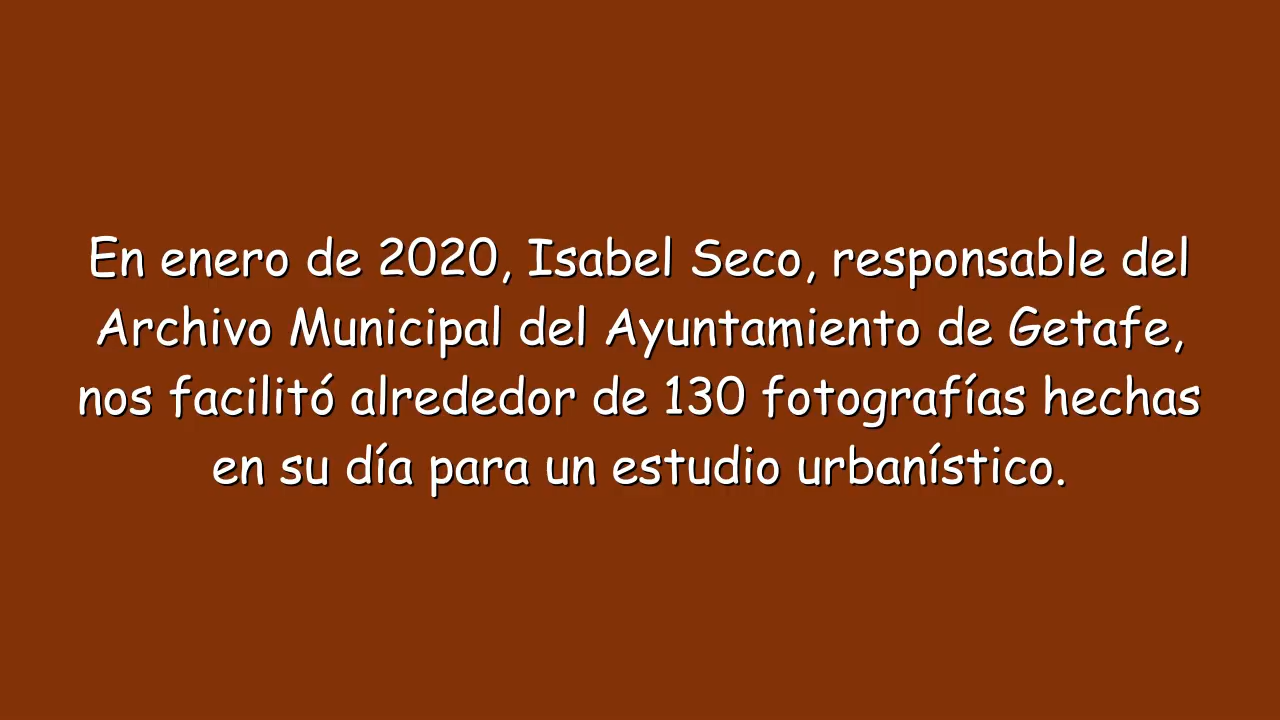 En enero de 2020, Isabel Seco, responsable del
Archivo Municipal del Ayuntamiento de Getafe,
nos facilitó alrededor de 130 fotografías hechas
en su día para un estudio urbanístico.